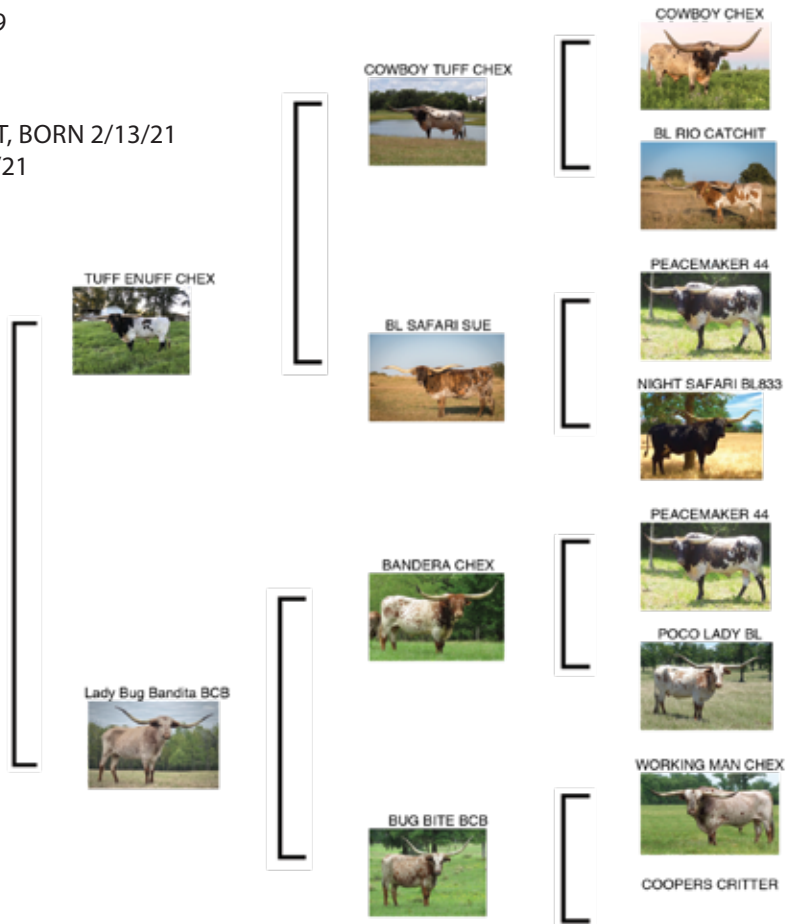 9
COWBOY CHEX
COWBOY TUFF CHEX
T, BORN 2/13/21
BL RIO CATCHIT
/21
PEACEMAKER 44
TUFF ENUFF CHEX
BL SAFARI SUE
NIGHT SAFARI BL833
PEACEMAKER 44
BANDERA CHEX
POCO LADY BL
Lady Bug Bandita BCB
WORKING MAN CHEX
BUG BITE BCB
COOPERS CRITTER